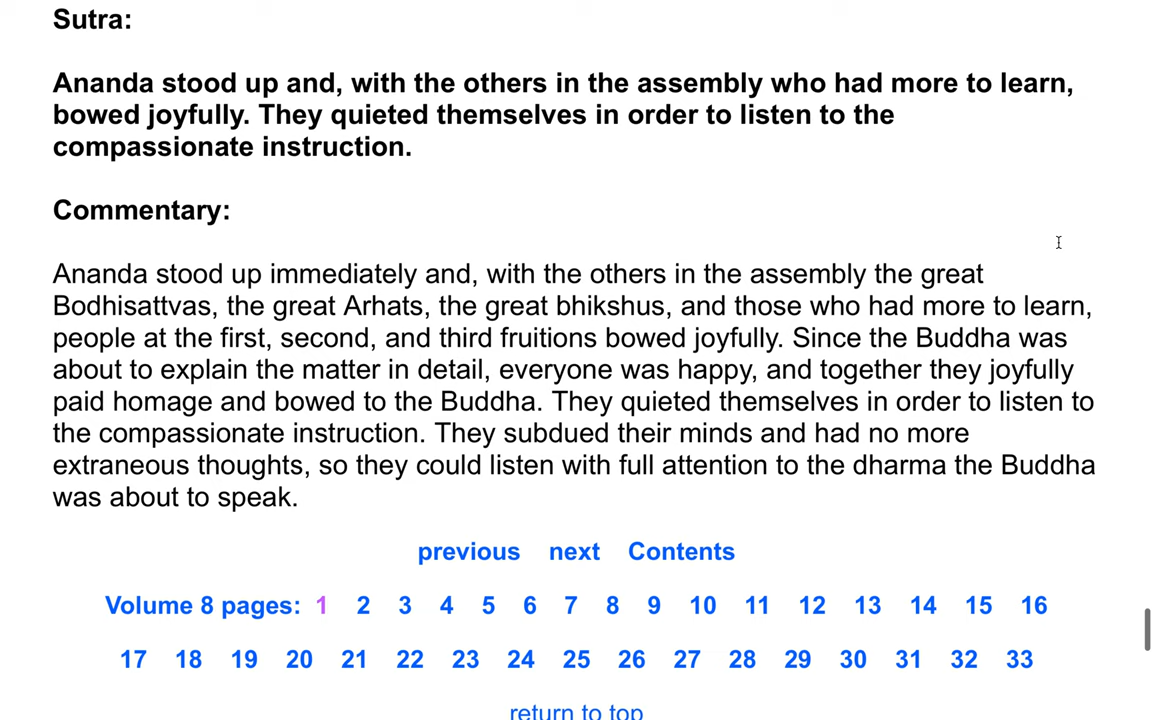 Sutra:
Ananda stood up and, with the others in the assembly who had more to learn,
bowed joyfully. They quieted themselves in order to listen to the
compassionate instruction.
Commentary:
Ananda stood up immediately and, with the others in the assembly the great
Bodhisattvas, the great Arhats, the great bhikshus, and those who had more to learn,
people at the first, second, and third fruitions bowed joyfully. Since the Buddha was
about to explain the matter in detail, everyone was happy, and together they joyfully
paid homage and bowed to the Buddha. They quieted themselves in order to listen to
the compassionate instruction. They subdued their minds and had no more
extraneous thoughts, so they could listen with full attention to the dharma the Buddha
was about to speak.
previous next Contents
Volume 8 pages: 1 2 3 4 5 6 7 8 9 10 11 12 13 14 15 16
17 18 19 20 21 22 23 24 25 26 27 28 29 30 31 32 33
return to top